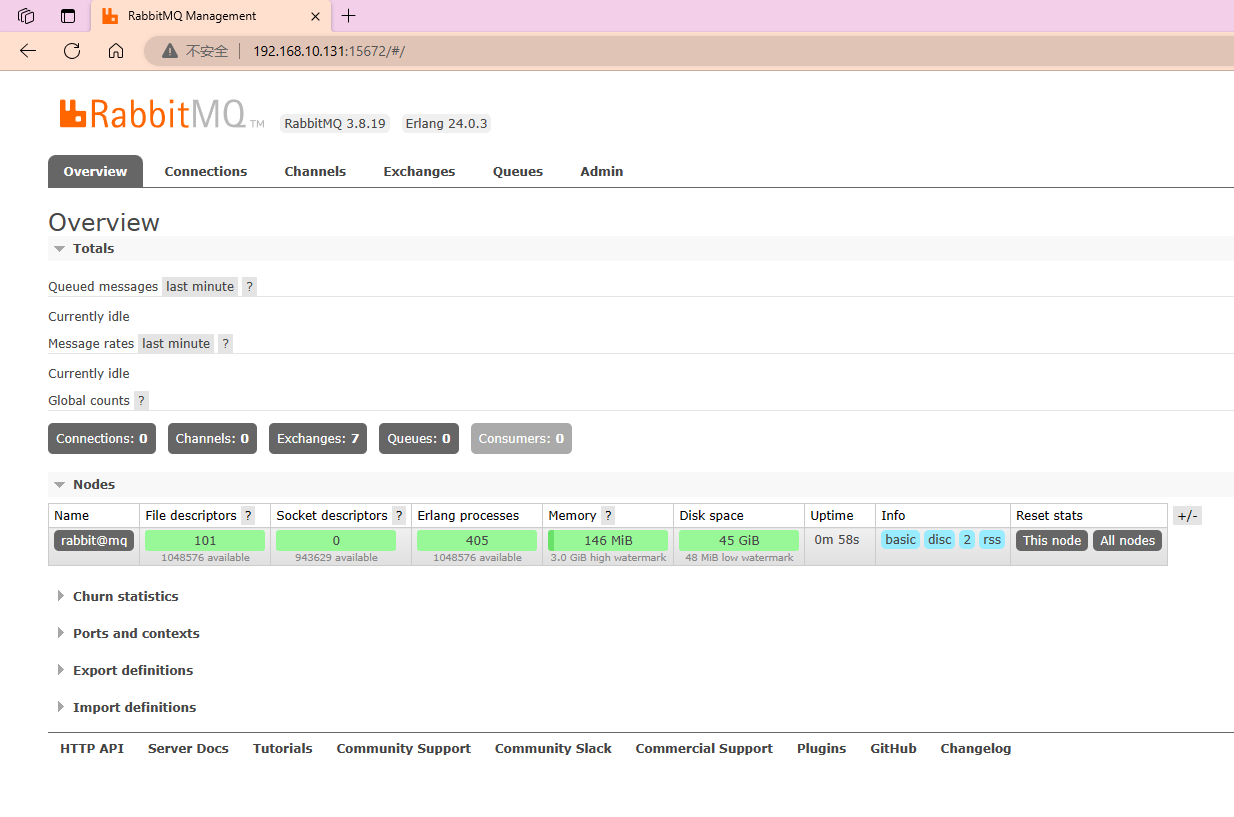 RabbitMQ Management
不安全 192.168.10.131:15672/#/
RabbitMQ TM RabbitMQ 3.8.19 Erlang 24.0.3
Overview Connections Channels Exchanges Queues Admin
Overview
Totals
Queued messages last minute ?
Currently idle
Message rates last minute ?
Currently idle
Global counts ?
Connections: 0 Channels: 0 Exchanges: 7 Queues: 0 Consumers: 0
Nodes
Name File descriptors ? Socket descriptors ? Erlang processes Memory ? Disk space Uptime Info Reset stats +/-
rabbit@mq 101 0 405 146 MiB 45 GiB 0m 58s basic disc 2 rss This node All nodes
1048576 available 943629 available 1048576 available 3.0 GiB high watermark 48 MiB low watermark
Churn statistics
Ports and contexts
Export definitions
Import definitions
HTTP API Server Docs Tutorials Community Support Community Slack Commercial Support Plugins GitHub Changelog